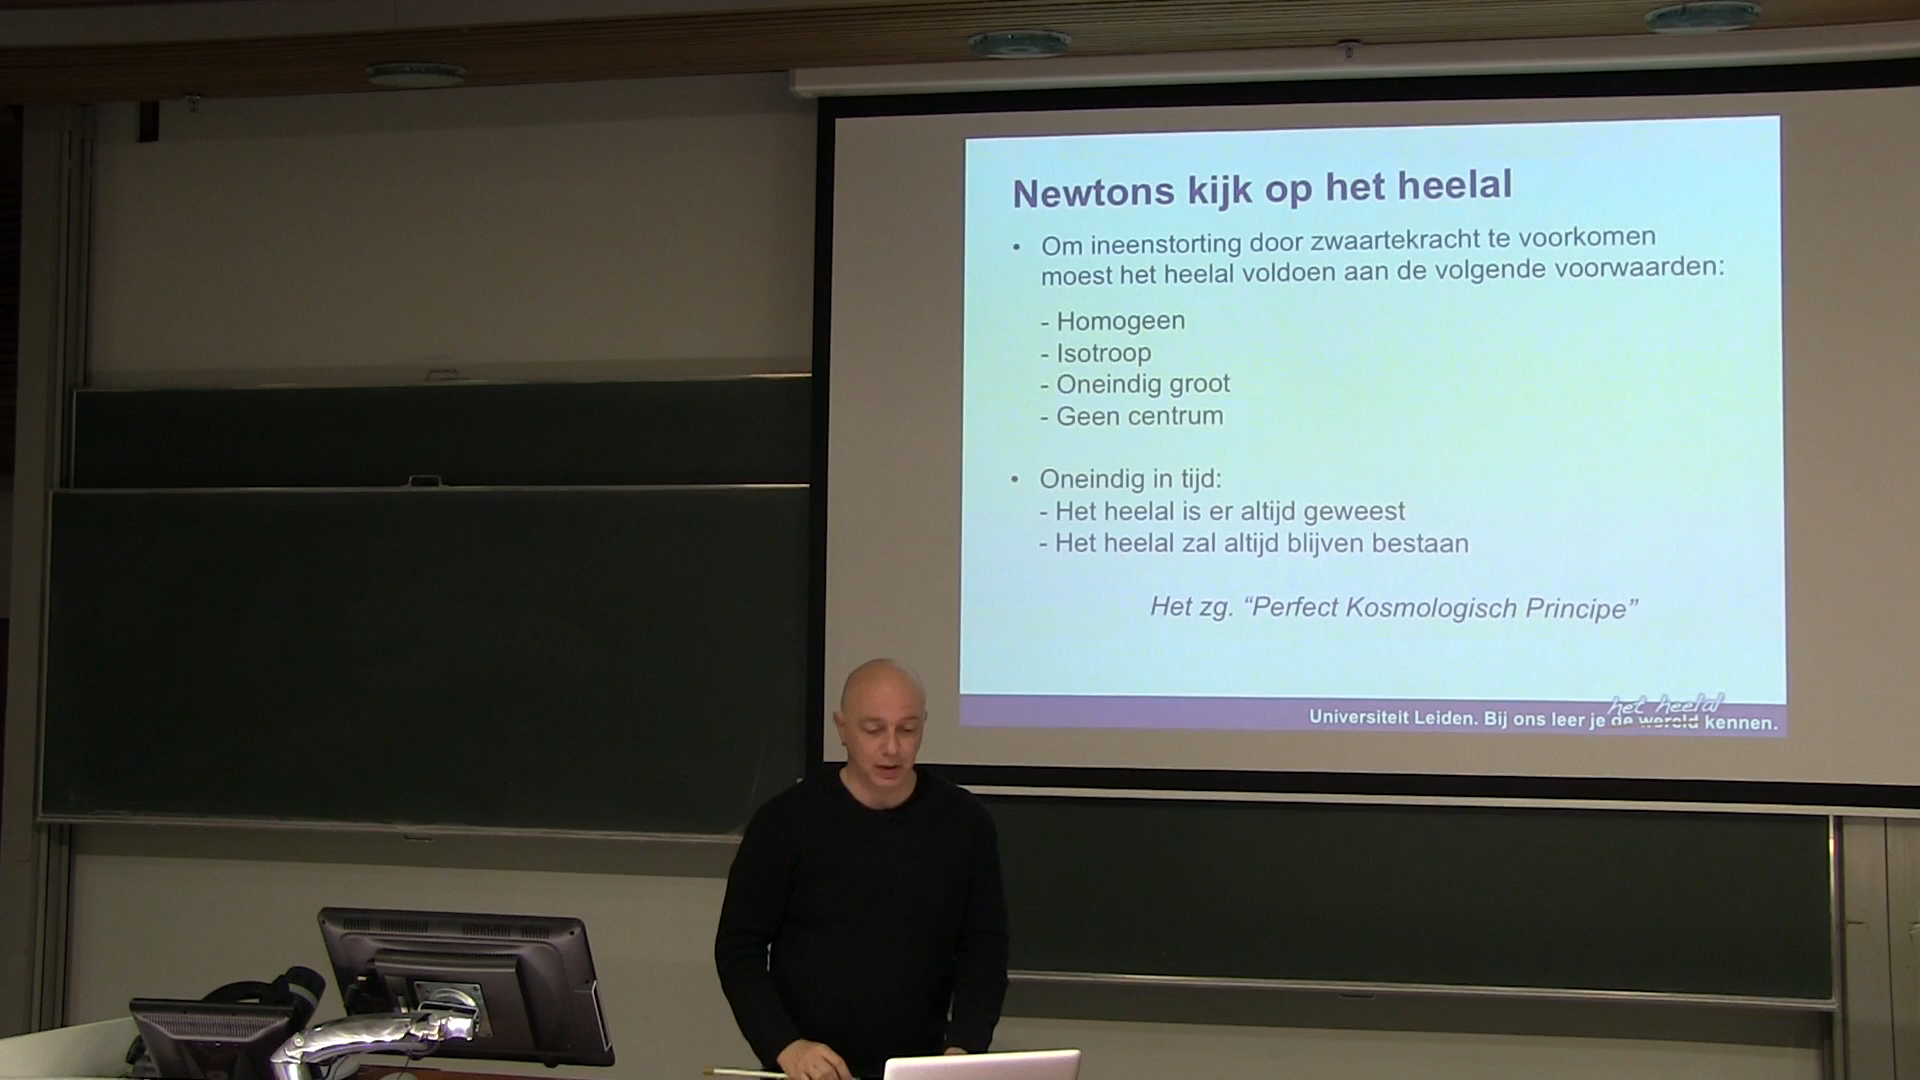 Newtons kijk op het heelal
• Om ineenstorting door zwaartekracht te voorkomen
moest het heelal voldoen aan de volgende voorwaarden:
- Homogeen
- Isotroop
- Oneindig groot
- Geen centrum
• Oneindig in tijd:
- Het heelal is er altijd geweest
- Het heelal zal altijd blijven bestaan
Het zg. “Perfect Kosmologisch Principe”
het heelal
Universiteit Leiden. Bij ons leer je de wereld kennen.